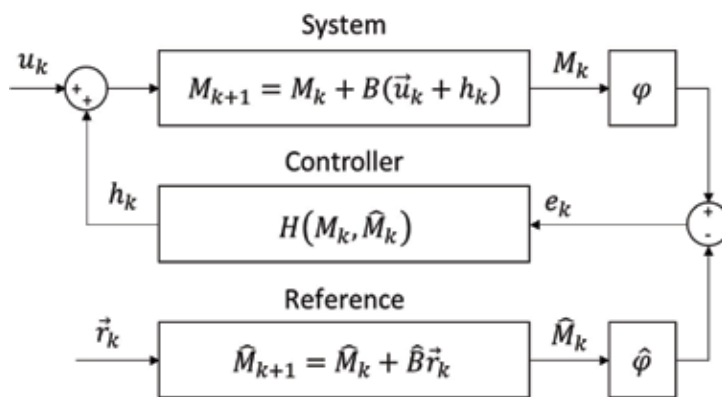 System
u_k
+
+
M_{k+1} = M_k + B(\vec{u}_k + h_k)
M_k
φ
Controller
h_k
H(M_k, \hat{M}_k)
e_k
+
-
Reference
\vec{r}_k
\hat{M}_{k+1} = \hat{M}_k + \hat{B}\vec{r}_k
\hat{M}_k
\hat{φ}